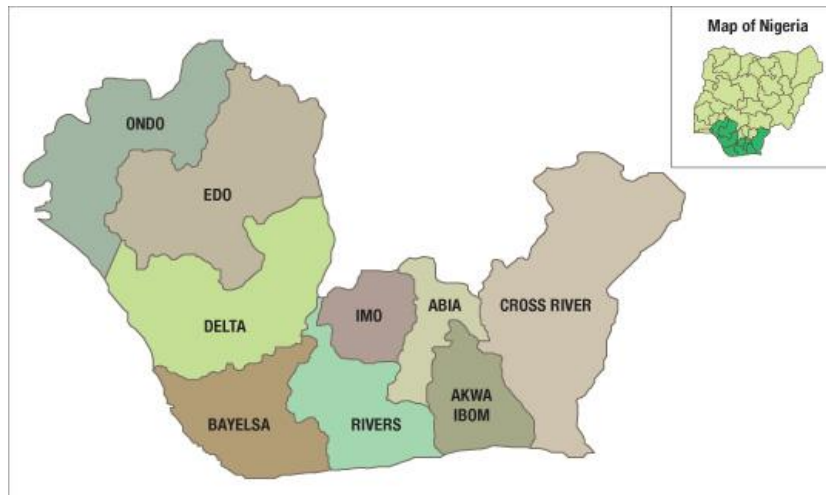 Map of Nigeria
ONDO
EDO
DELTA
IMO
ABIA
CROSS RIVER
BAYELSA
RIVERS
AKWA
IBOM